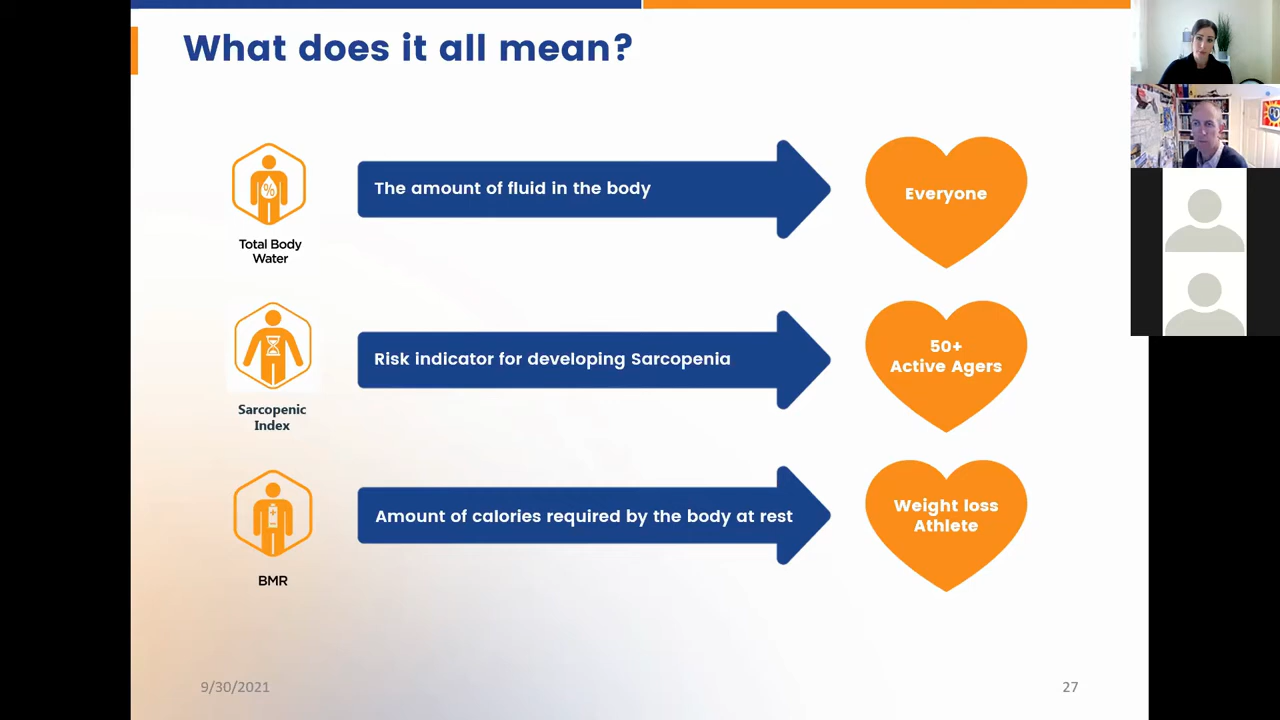 What does it all mean?
%
Total Body
Water
The amount of fluid in the body
Everyone
Sarcopenic
Index
Risk indicator for developing Sarcopenia
50+
Active Agers
BMR
Amount of calories required by the body at rest
Weight loss
Athlete
9/30/2021
27